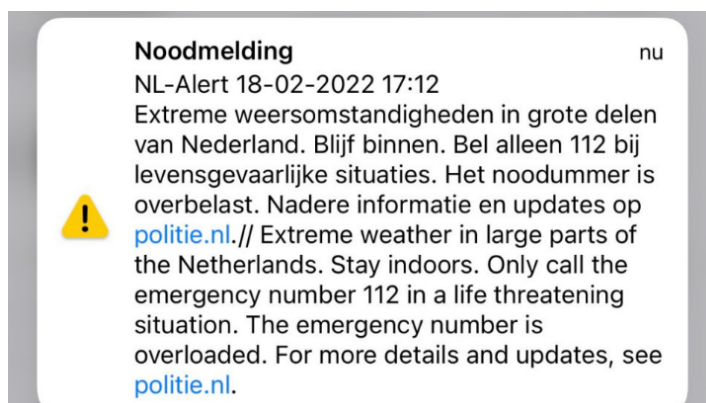 Noodmelding nu
NL-Alert 18-02-2022 17:12
Extreme weersomstandigheden in grote delen
van Nederland. Blijf binnen. Bel alleen 112 bij
levensgevaarlijke situaties. Het noodummer is
overbelast. Nadere informatie en updates op
politie.nl.// Extreme weather in large parts of
the Netherlands. Stay indoors. Only call the
emergency number 112 in a life threatening
situation. The emergency number is
overloaded. For more details and updates, see
politie.nl.